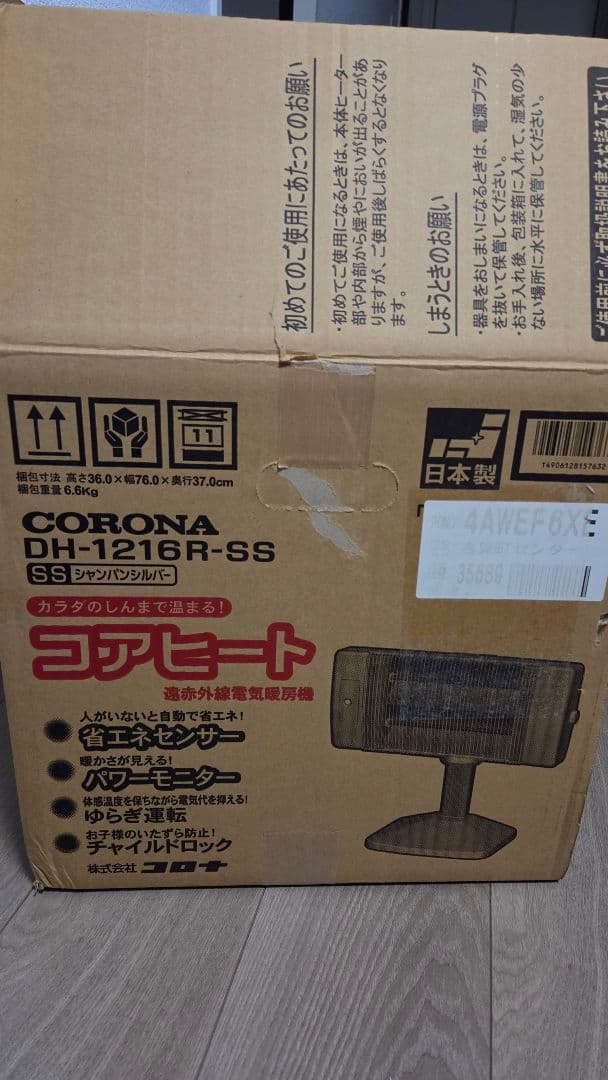 初めてのご使用にあたってのお願い
・初めてご使用になるときは、本体ヒーター
部や内部から煙やにおいが出ることがあ
りますが、ご使用後しばらくするとなくなり
ます。
しまうときのお願い
・器具をおしまいになるときは、電源プラグ
を抜いて保管してください。
・お手入れ後、包装箱に入れて、湿気の少
ない場所に水平に保管してください。
11
梱包寸法 高さ36.0×幅76.0×奥行37.0cm
梱包重量 6.6Kg
日本製
T4906128157632
4AWEF6XE
35859
CORONA
DH-1216R-SS
SS シャンパンシルバー
カラダのしんまで温まる!
コアヒート
遠赤外線電気暖房機
人がいないと自動で省エネ!
省エネセンサー
暖かさが見える!
パワーモニター
体感温度を保ちながら電気代を抑える!
ゆらぎ運転
お子様のいたずら防止!
チャイルドロック
株式会社 コロナ